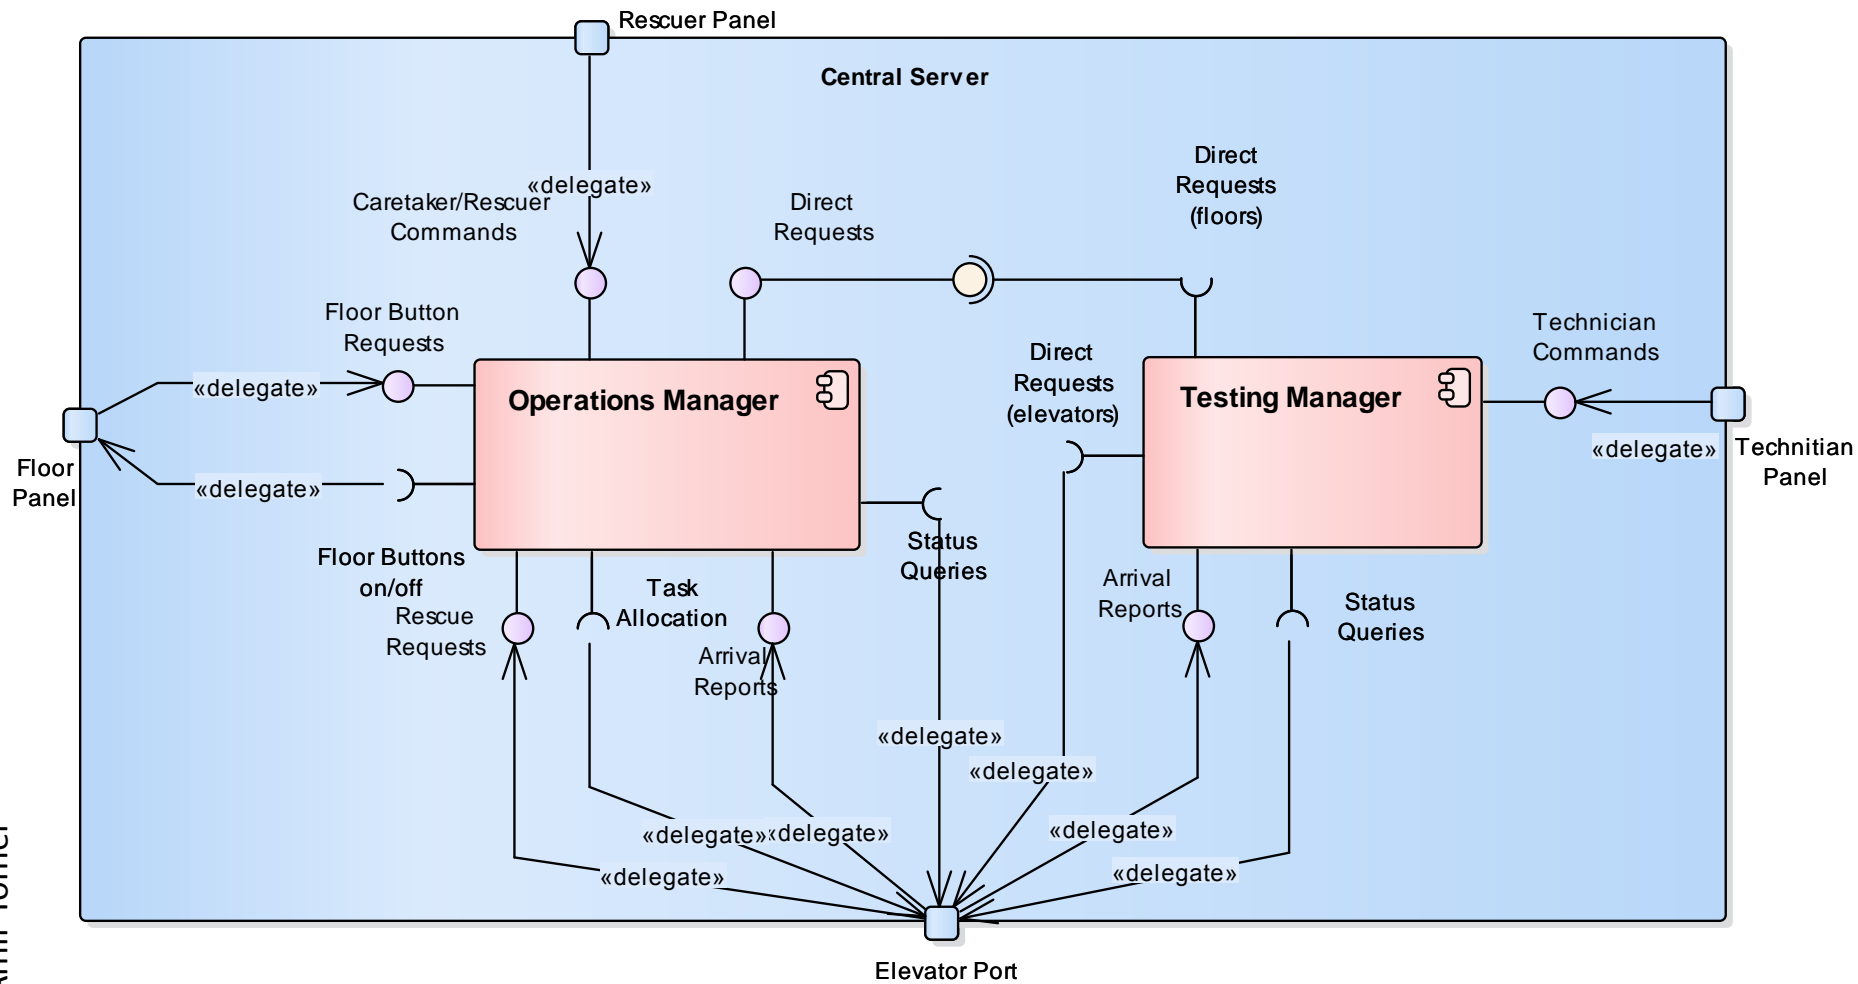 Rescuer Panel
Central Server
«delegate»
Caretaker/Rescuer
Commands
Direct
Requests
Direct
Requests
(floors)
Floor Button
Requests
«delegate»
Operations Manager
Direct
Requests
(elevators)
Testing Manager
Technician
Commands
«delegate»
Technitian
Panel
Floor
Panel
«delegate»
Floor Buttons
on/off
Rescue
Requests
Task
Allocation
Arrival
Reports
Status
Queries
Arrival
Reports
Status
Queries
«delegate»
«delegate»
«delegate»
«delegate»
«delegate»
«delegate»
«delegate»
Elevator Port